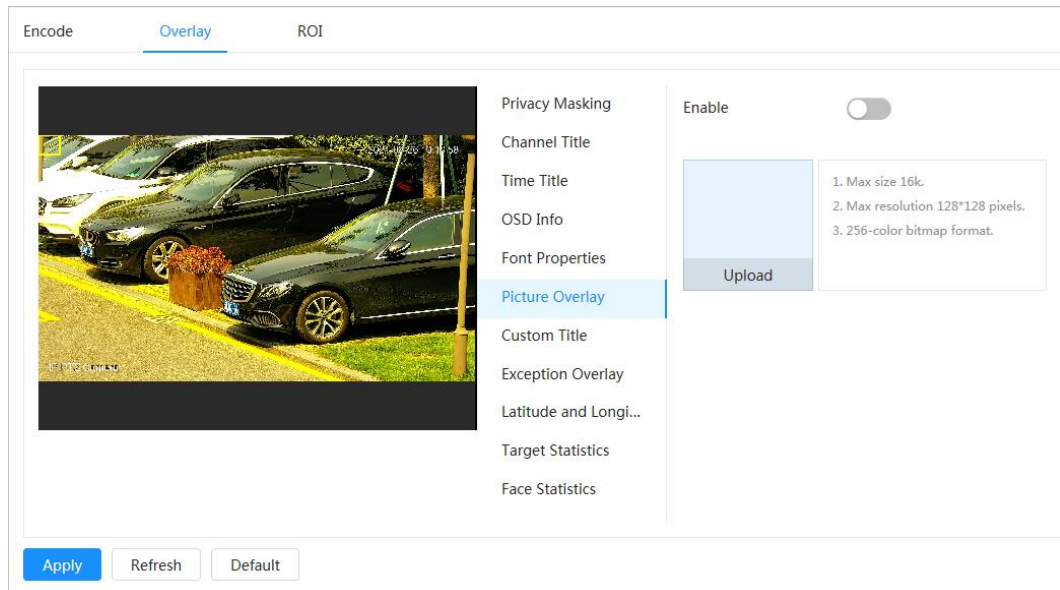 Encode
Overlay
ROI
Privacy Masking
Channel Title
Time Title
OSD Info
Font Properties
Picture Overlay
Custom Title
Exception Overlay
Latitude and Longi...
Target Statistics
Face Statistics
Enable
Upload
1. Max size 16k.
2. Max resolution 128*128 pixels.
3. 256-color bitmap format.
Apply
Refresh
Default